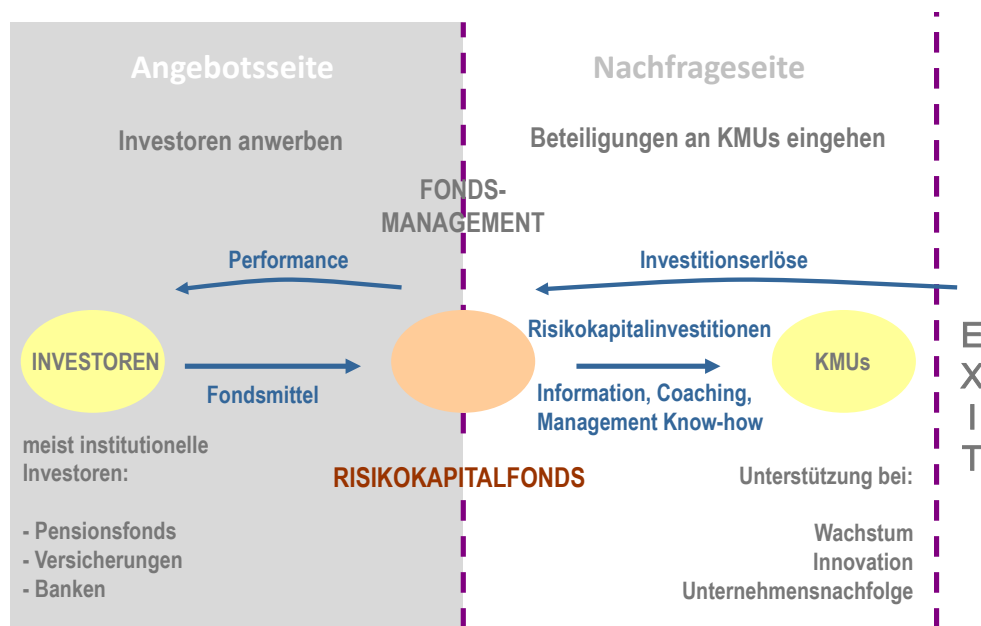 Angebotsseite
Nachfrageseite
Investoren anwerben
Beteiligungen an KMUs eingehen
FONDS-
MANAGEMENT
Performance
Investitionserlöse
INVESTOREN
Fondsmittel
Risikokapitalinvestitionen
Information, Coaching,
Management Know-how
KMUs
EXIT
meist institutionelle
Investoren:
- Pensionsfonds
- Versicherungen
- Banken
RISIKOKAPITALFONDS
Unterstützung bei:
Wachstum
Innovation
Unternehmensnachfolge